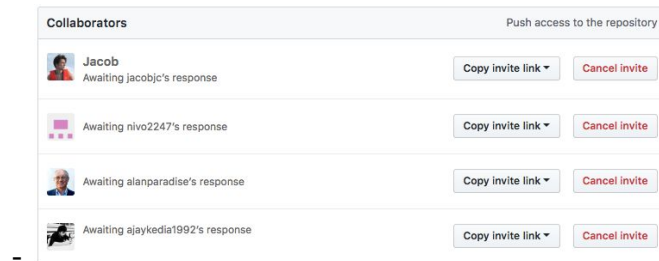 Collaborators Push access to the repository
Jacob
Awaiting jacobjc's response Copy invite link Cancel invite
Awaiting nivo2247's response Copy invite link Cancel invite
Awaiting alanparadise's response Copy invite link Cancel invite
Awaiting ajaykedia1992's response Copy invite link Cancel invite
-